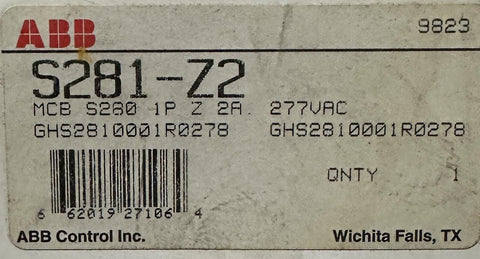 ABB 9823
S281-Z2
MCB S280 1P Z 2A. 277VAC
GHS2810001R0278 GHS2810001R0278
QNTY 1
6 62019 27106 4
ABB Control Inc. Wichita Falls, TX